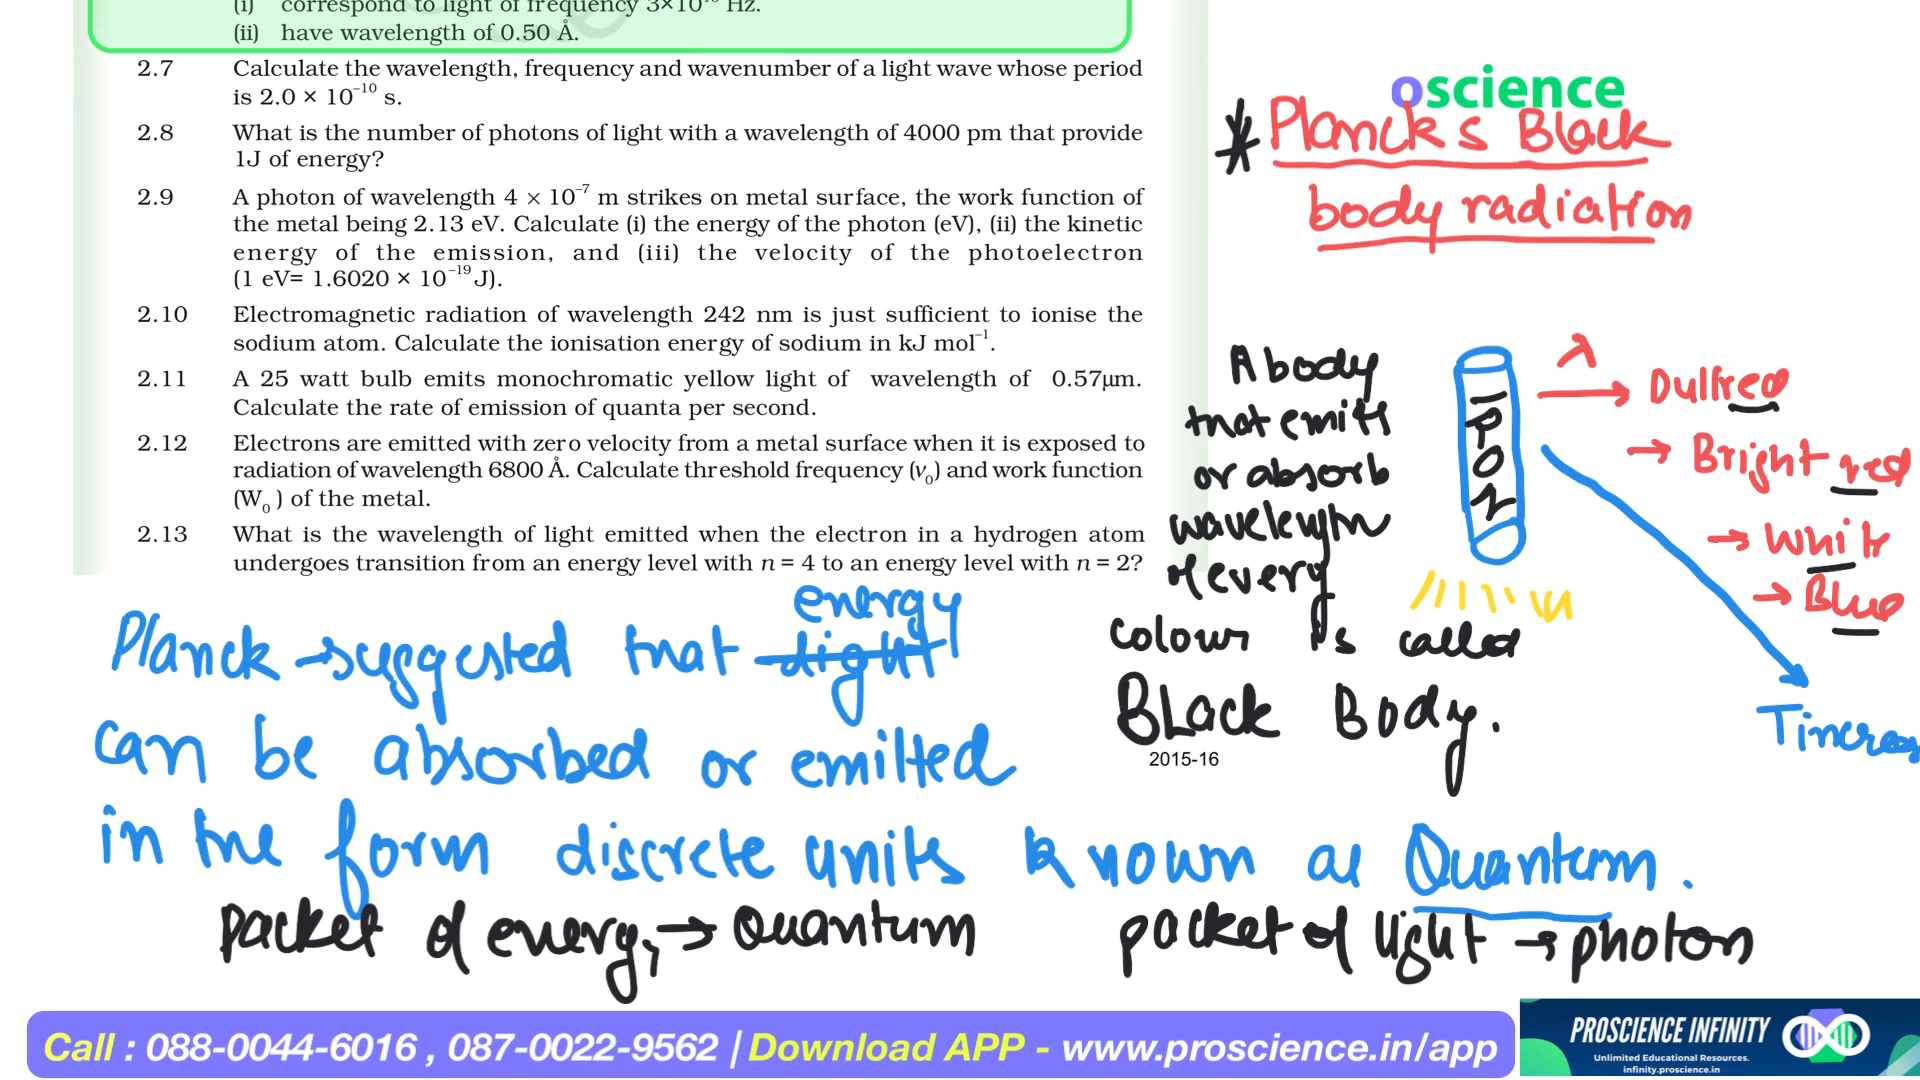 (i) correspond to light of frequency 3×10¹⁵ Hz.
(ii) have wavelength of 0.50 Å.
2.7 Calculate the wavelength, frequency and wavenumber of a light wave whose period
is 2.0 × 10⁻¹⁰ s.
2.8 What is the number of photons of light with a wavelength of 4000 pm that provide
1J of energy?
2.9 A photon of wavelength 4 × 10⁻⁷ m strikes on metal surface, the work function of
the metal being 2.13 eV. Calculate (i) the energy of the photon (eV), (ii) the kinetic
energy of the emission, and (iii) the velocity of the photoelectron
(1 eV= 1.6020 × 10⁻¹⁹ J).
2.10 Electromagnetic radiation of wavelength 242 nm is just sufficient to ionise the
sodium atom. Calculate the ionisation energy of sodium in kJ mol⁻¹.
2.11 A 25 watt bulb emits monochromatic yellow light of wavelength of 0.57μm.
Calculate the rate of emission of quanta per second.
2.12 Electrons are emitted with zero velocity from a metal surface when it is exposed to
radiation of wavelength 6800 Å. Calculate threshold frequency (ν₀) and work function
(W₀ ) of the metal.
2.13 What is the wavelength of light emitted when the electron in a hydrogen atom
undergoes transition from an energy level with n = 4 to an energy level with n = 2?
oscience
* Plancks Black
body radiation
A body
that emits
or absorb
wavelength
of every
colour is called
Black Body.
2015-16
Iron
λ
→ Dull red
→ Bright red
→ White
→ Blue
T increas
energy
Planck → suggested that light
can be absorbed or emitted
in the form discrete units known as Quantum.
packet of energy, → Quantum packet of light → photon
Call : 088-0044-6016 , 087-0022-9562 | Download APP - www.proscience.in/app
PROSCIENCE INFINITY
Unlimited Educational Resources.
infinity.proscience.in